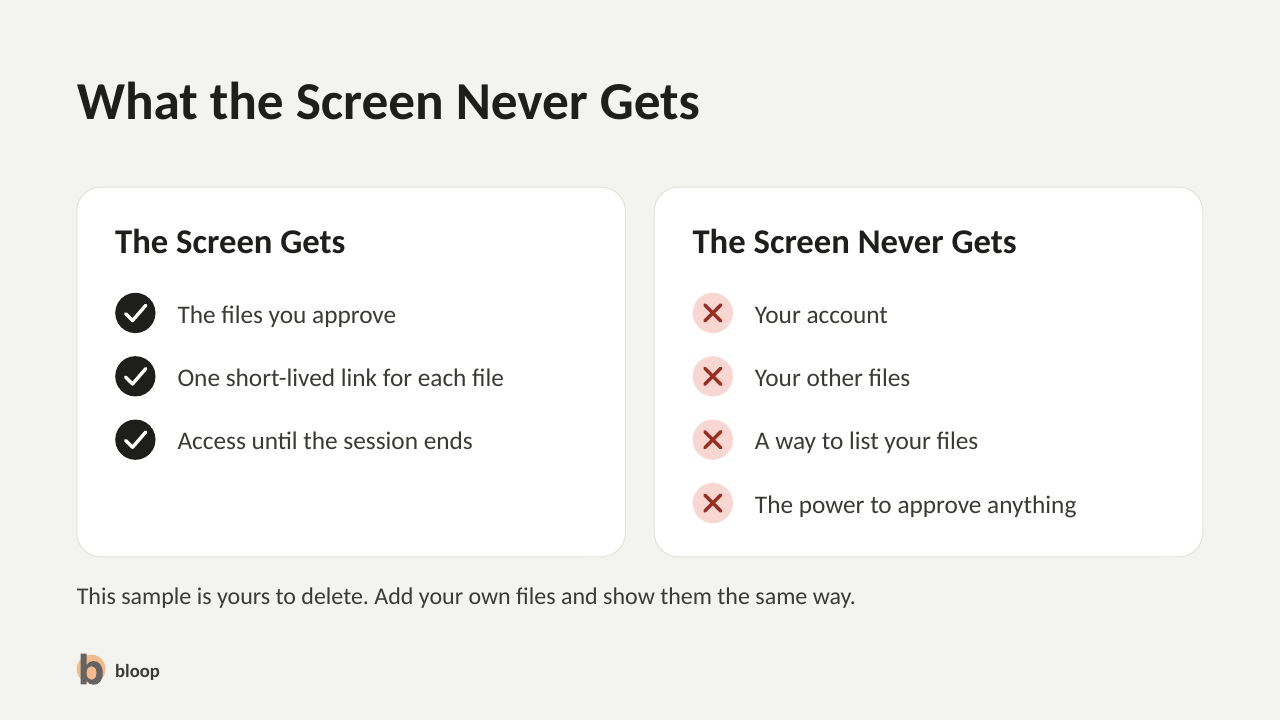 What the Screen Never Gets
The Screen Gets
The files you approve
One short-lived link for each file
Access until the session ends
The Screen Never Gets
Your account
Your other files
A way to list your files
The power to approve anything
This sample is yours to delete. Add your own files and show them the same way.
b bloop